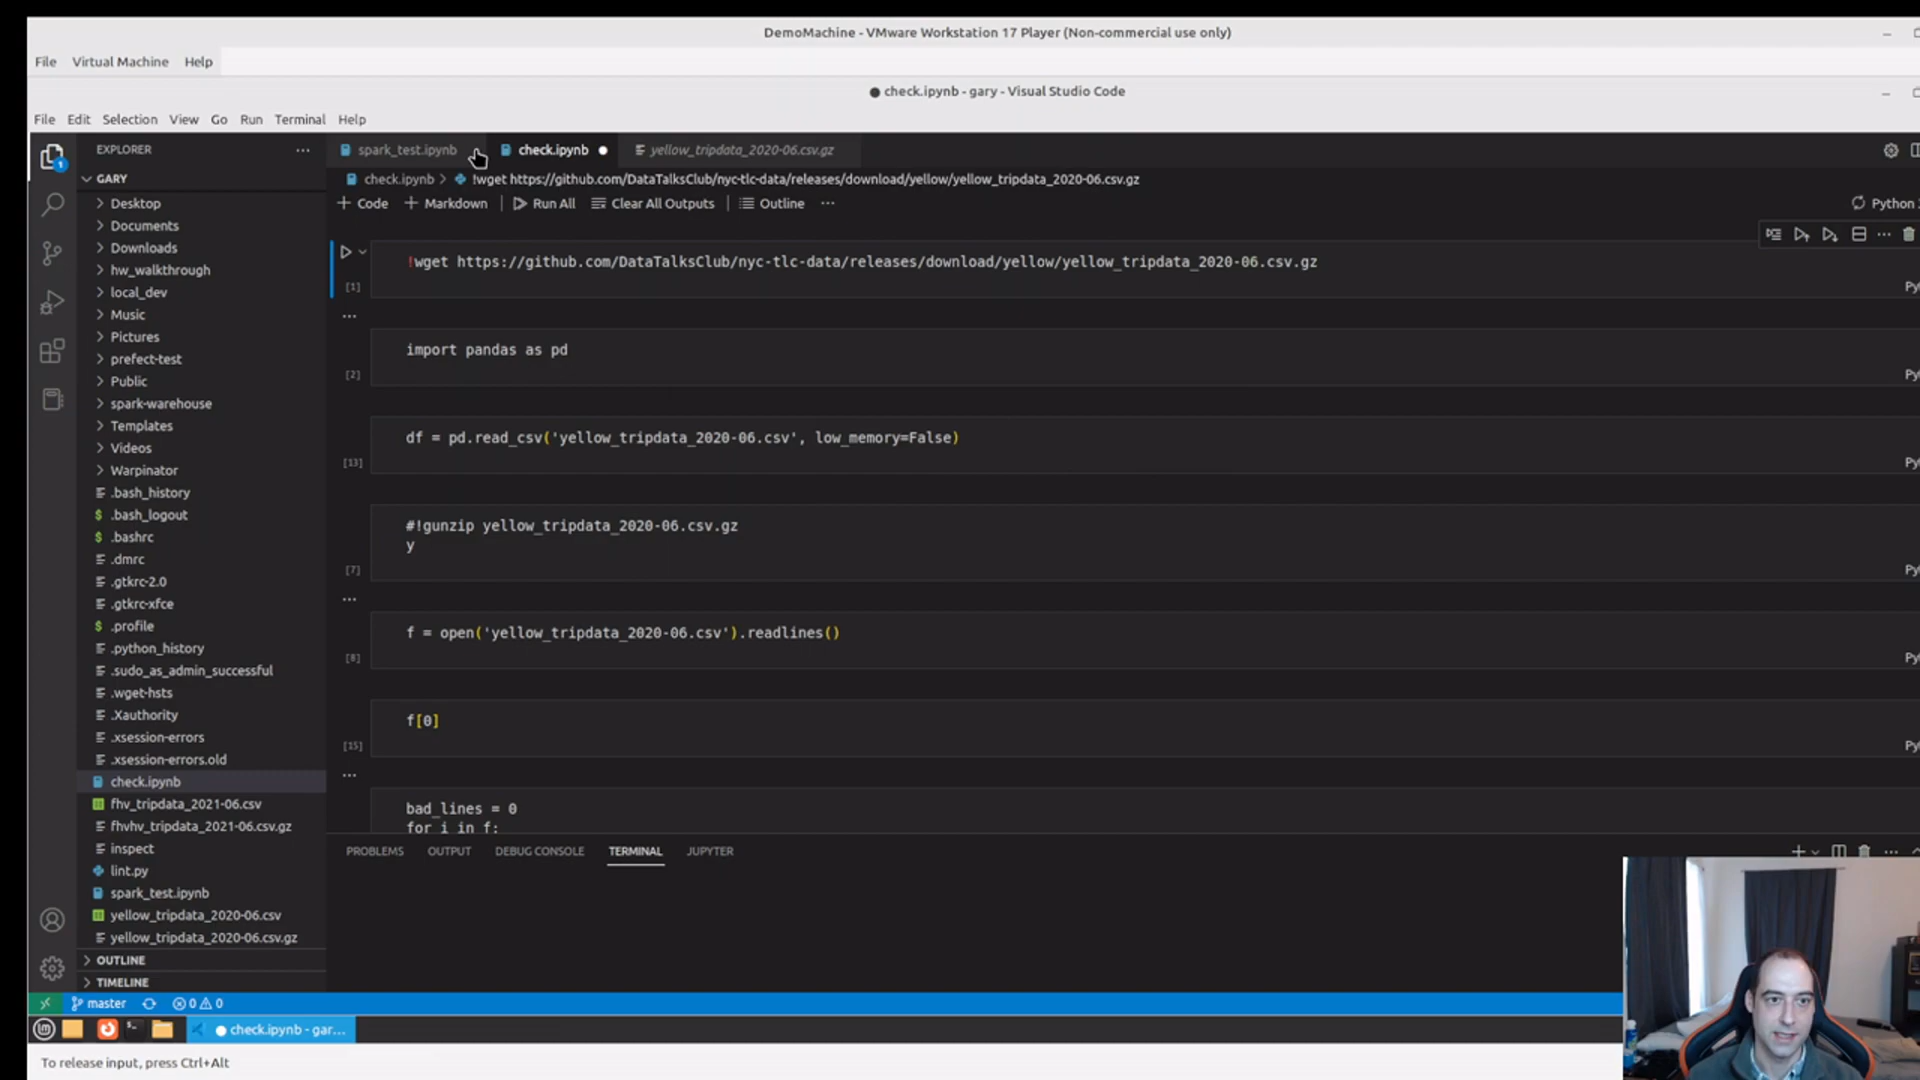 DemoMachine - VMware Workstation 17 Player (Non-commercial use only)
File Virtual Machine Help
● check.ipynb - gary - Visual Studio Code
File Edit Selection View Go Run Terminal Help
EXPLORER ...
spark_test.ipynb check.ipynb ● yellow_tripdata_2020-06.csv.gz
GARY
check.ipynb > !wget https://github.com/DataTalksClub/nyc-tlc-data/releases/download/yellow/yellow_tripdata_2020-06.csv.gz
+ Code + Markdown Run All Clear All Outputs Outline ... Python
Desktop
Documents
Downloads
hw_walkthrough
local_dev
Music
Pictures
prefect-test
Public
spark-warehouse
Templates
Videos
Warpinator
.bash_history
$ .bash_logout
$ .bashrc
.dmrc
.gtkrc-2.0
.gtkrc-xfce
$ .profile
.python_history
.sudo_as_admin_successful
.wget-hsts
.Xauthority
.xsession-errors
.xsession-errors.old
check.ipynb
fhv_tripdata_2021-06.csv
fhvhv_tripdata_2021-06.csv.gz
inspect
lint.py
spark_test.ipynb
yellow_tripdata_2020-06.csv
yellow_tripdata_2020-06.csv.gz
OUTLINE
TIMELINE
!wget https://github.com/DataTalksClub/nyc-tlc-data/releases/download/yellow/yellow_tripdata_2020-06.csv.gz
[1] Py
...
import pandas as pd
[2] Py
df = pd.read_csv('yellow_tripdata_2020-06.csv', low_memory=False)
[13] Py
#!gunzip yellow_tripdata_2020-06.csv.gz
y
[7] Py
...
f = open('yellow_tripdata_2020-06.csv').readlines()
[8] Py
f[0]
[15] Py
...
bad_lines = 0
for i in f:
PROBLEMS OUTPUT DEBUG CONSOLE TERMINAL JUPYTER
master 0 0
● check.ipynb - gar...
To release input, press Ctrl+Alt
1